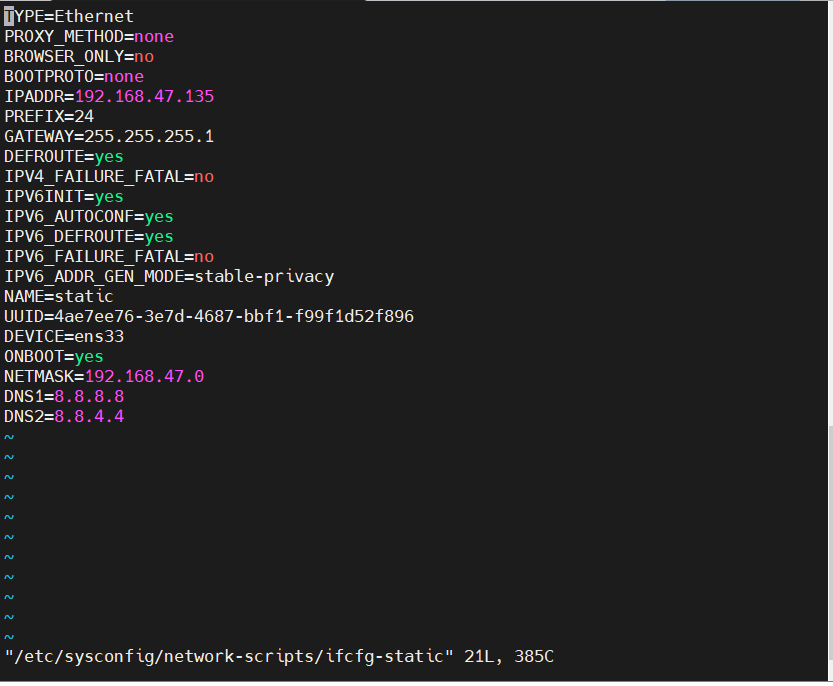 TYPE=Ethernet
PROXY_METHOD=none
BROWSER_ONLY=no
BOOTPROTO=none
IPADDR=192.168.47.135
PREFIX=24
GATEWAY=255.255.255.1
DEFROUTE=yes
IPV4_FAILURE_FATAL=no
IPV6INIT=yes
IPV6_AUTOCONF=yes
IPV6_DEFROUTE=yes
IPV6_FAILURE_FATAL=no
IPV6_ADDR_GEN_MODE=stable-privacy
NAME=static
UUID=4ae7ee76-3e7d-4687-bbf1-f99f1d52f896
DEVICE=ens33
ONBOOT=yes
NETMASK=192.168.47.0
DNS1=8.8.8.8
DNS2=8.8.4.4
~
~
~
~
~
~
~
~
~
~
~
"/etc/sysconfig/network-scripts/ifcfg-static" 21L, 385C